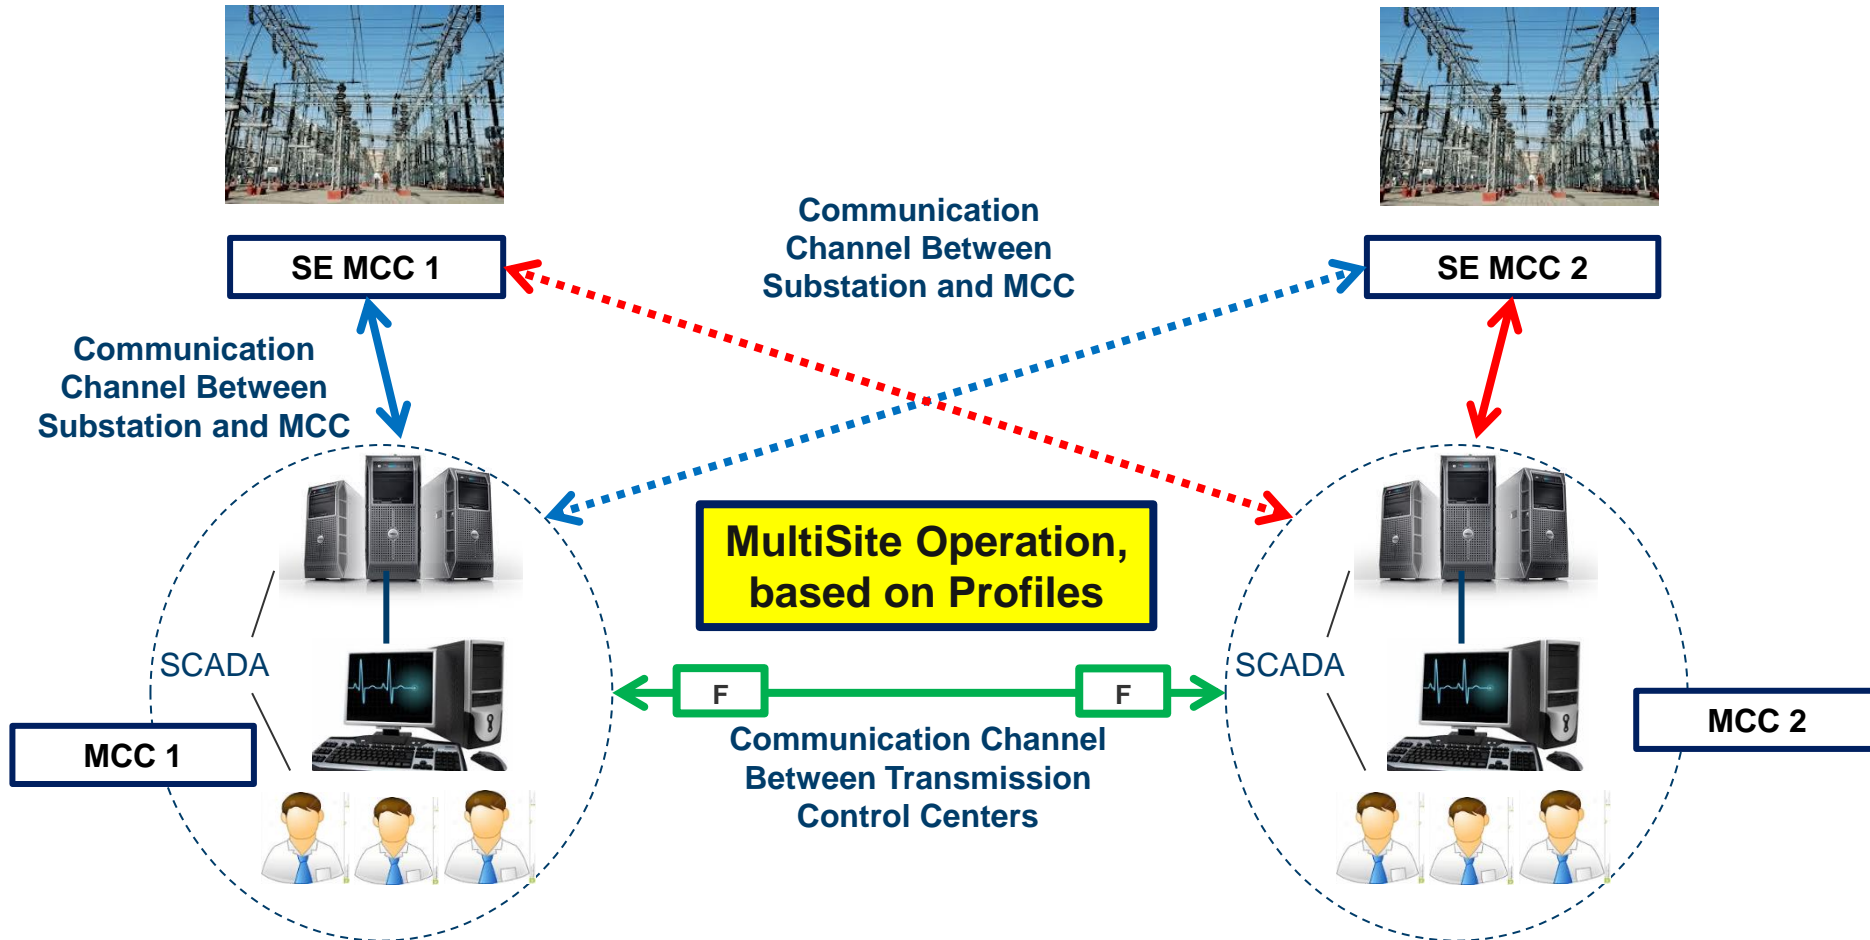 SE MCC 1
Communication
Channel Between
Substation and MCC
SE MCC 2
Communication
Channel Between
Substation and MCC
MultiSite Operation,
based on Profiles
SCADA
MCC 1
F
F
Communication Channel
Between Transmission
Control Centers
SCADA
MCC 2